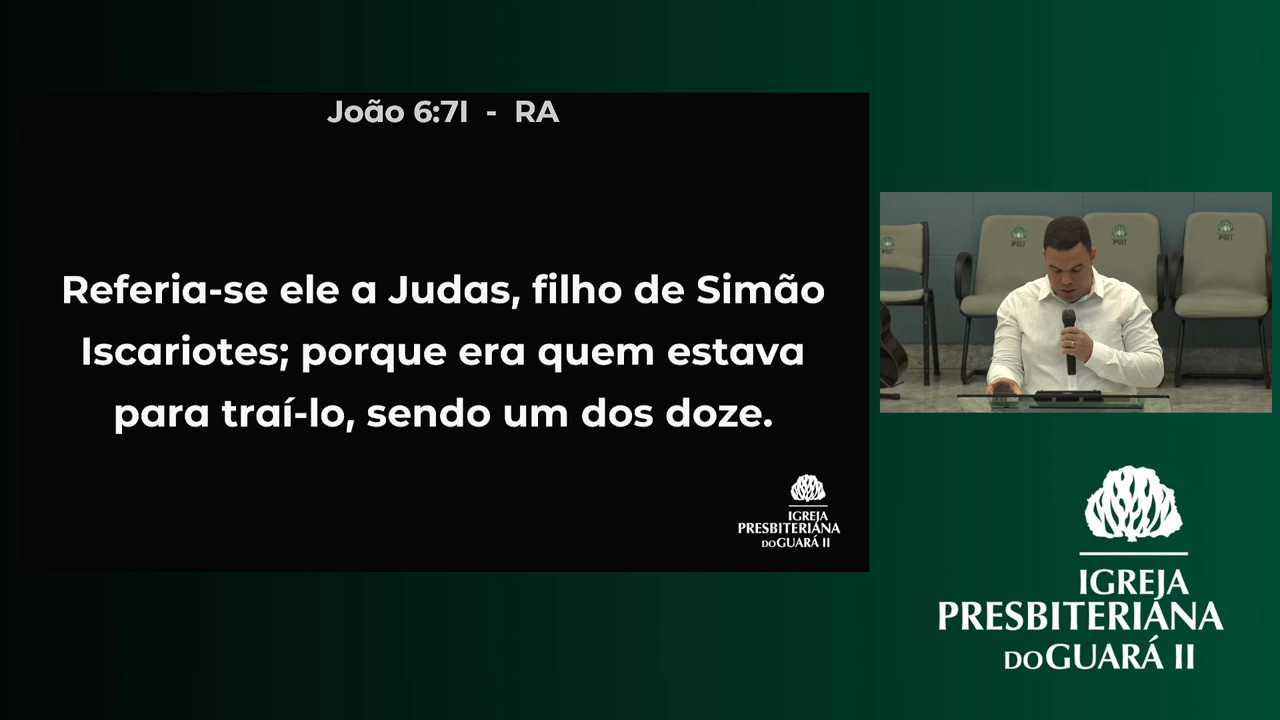 João 6:71 - RA
Referia-se ele a Judas, filho de Simão
Iscariotes; porque era quem estava
para traí-lo, sendo um dos doze.
IGREJA
PRESBITERIANA
DO GUARÁ II
IGREJA
PRESBITERIANA
DO GUARÁ II